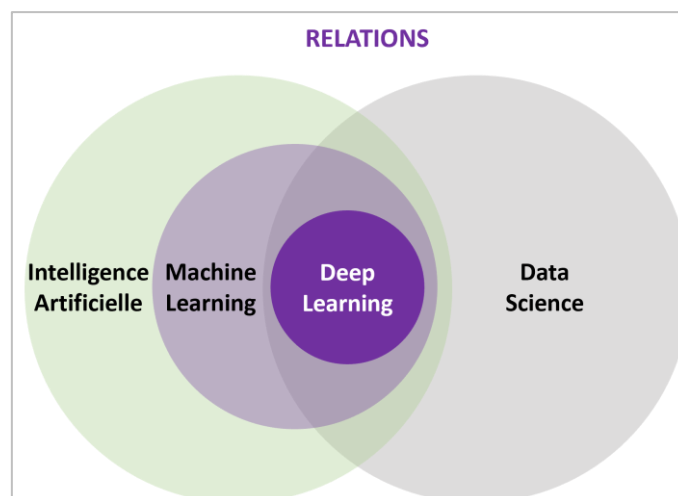 RELATIONS
Intelligence
Artificielle
Machine
Learning
Deep
Learning
Data
Science